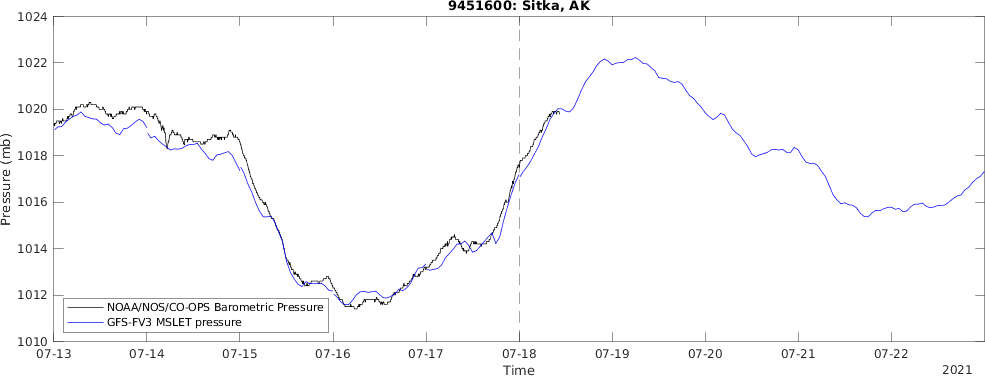 9451600: Sitka, AK
1024
1022
1020
1018
1016
1014
1012
1010
Pressure (mb)
NOAA/NOS/CO-OPS Barometric Pressure
GFS-FV3 MSLET pressure
07-13 07-14 07-15 07-16 07-17 07-18 07-19 07-20 07-21 07-22
Time
2021